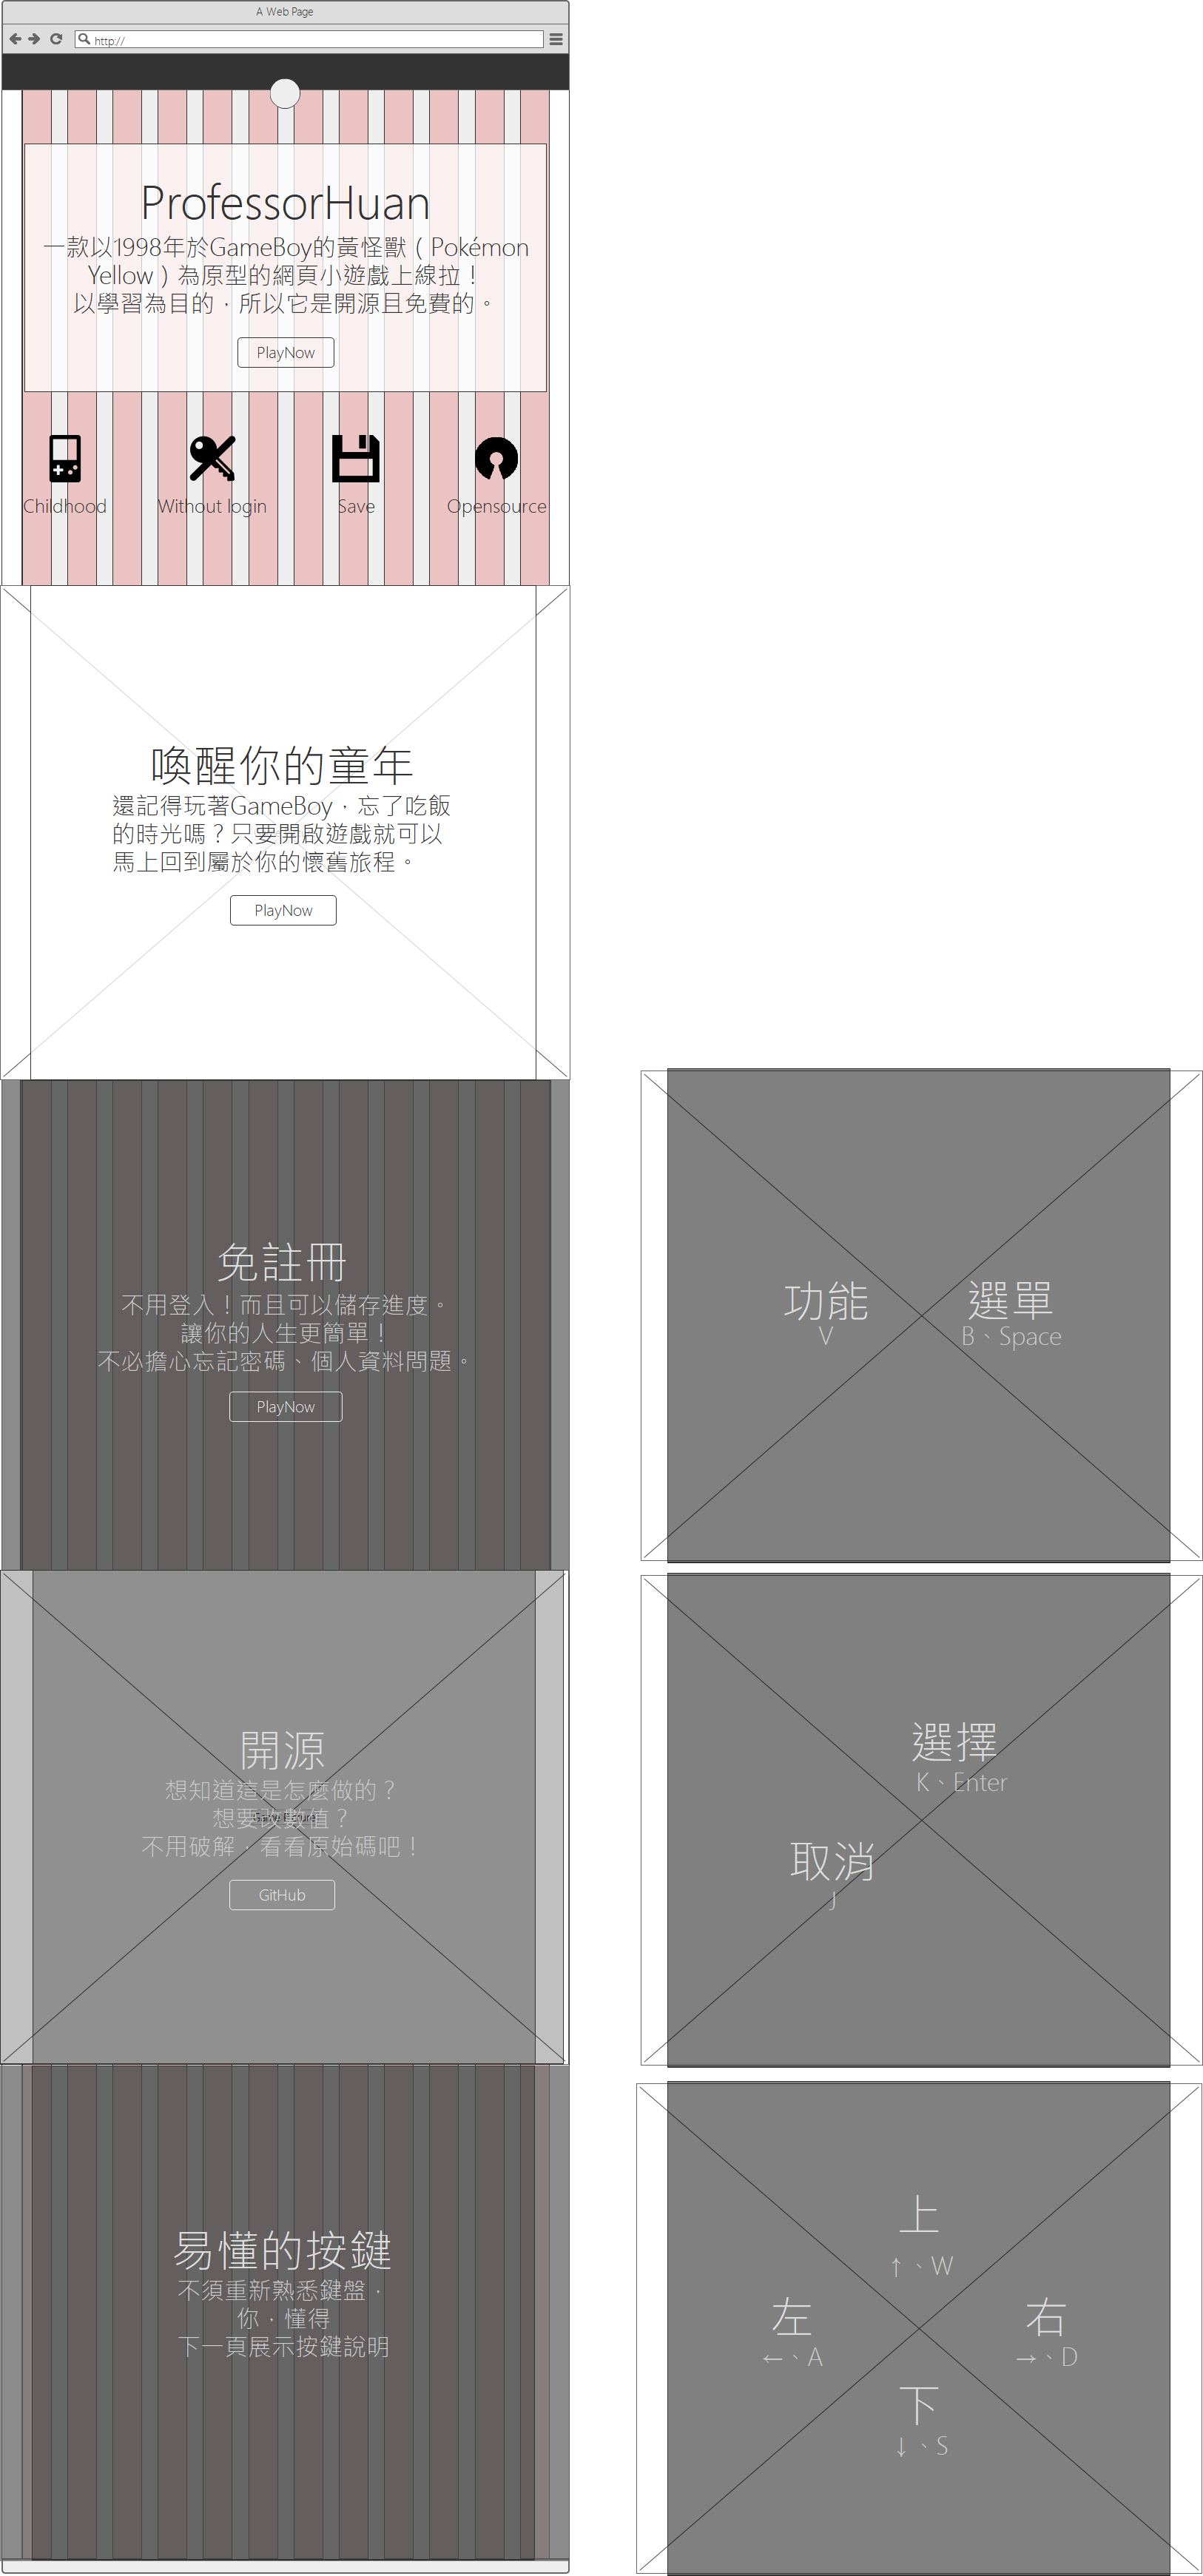 A Web Page
http://
ProfessorHuan
一款以1998年於GameBoy的黃怪獸（Pokémon
Yellow）為原型的網頁小遊戲上線拉！
以學習為目的，所以它是開源且免費的。
PlayNow
Childhood
Without login
Save
Opensource
喚醒你的童年
還記得玩著GameBoy，忘了吃飯
的時光嗎？只要開啟遊戲就可以
馬上回到屬於你的懷舊旅程。
PlayNow
免註冊
不用登入！而且可以儲存進度。
讓你的人生更簡單！
不必擔心忘記密碼、個人資料問題。
PlayNow
開源
想知道這是怎麼做的？
想要改數值？
不用破解，看看原始碼吧！
GitHub
易懂的按鍵
不須重新熟悉鍵盤，
你，懂得
下一頁展示按鍵說明
功能
V
選單
B、Space
選擇
K、Enter
取消
J
上
↑、W
左
←、A
右
→、D
下
↓、S